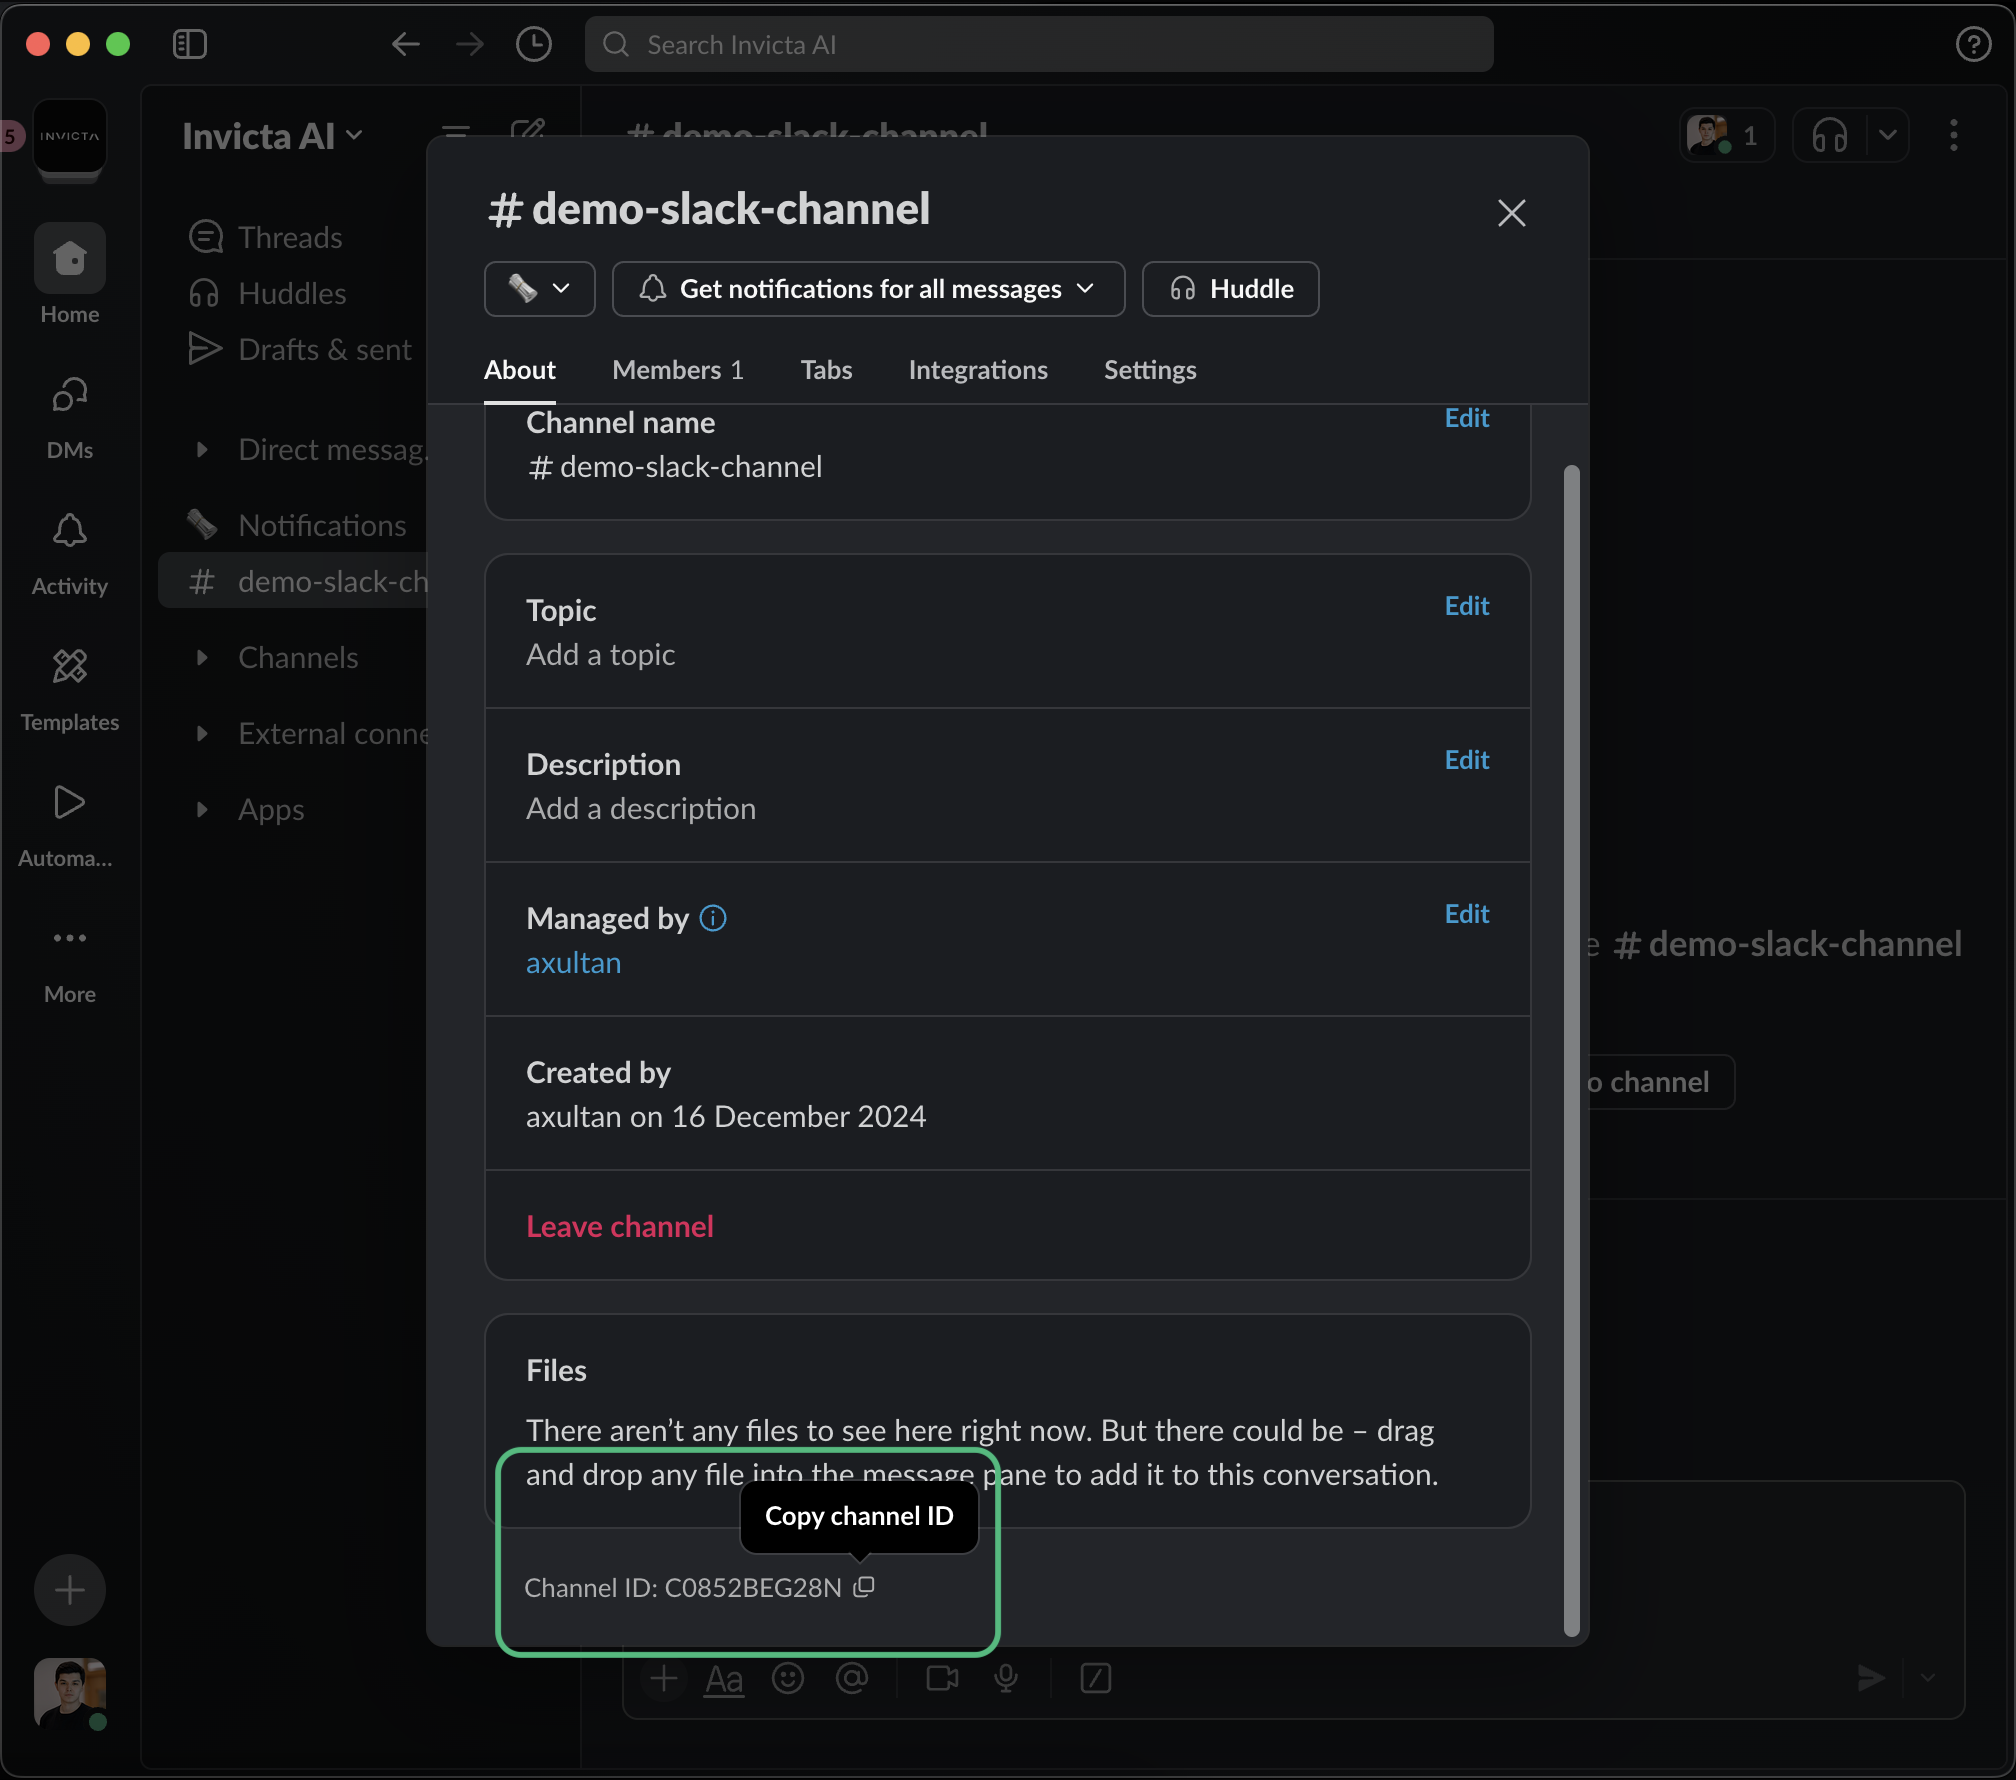 Search Invicta AI
5
INVICTA
Invicta AI
# demo-slack-channel
1
Home
DMs
Activity
Templates
Automa...
More
Threads
Huddles
Drafts & sent
Direct messag.
Notifications
# demo-slack-ch
Channels
External conne
Apps
# demo-slack-channel
Get notifications for all messages
Huddle
About
Members 1
Tabs
Integrations
Settings
Channel name
Edit
# demo-slack-channel
Topic
Edit
Add a topic
Description
Edit
Add a description
Managed by
Edit
axultan
Created by
axultan on 16 December 2024
Leave channel
Files
There aren’t any files to see here right now. But there could be – drag
and drop any file into the message pane to add it to this conversation.
Copy channel ID
Channel ID: C0852BEG28N
e # demo-slack-channel
o channel
Aa